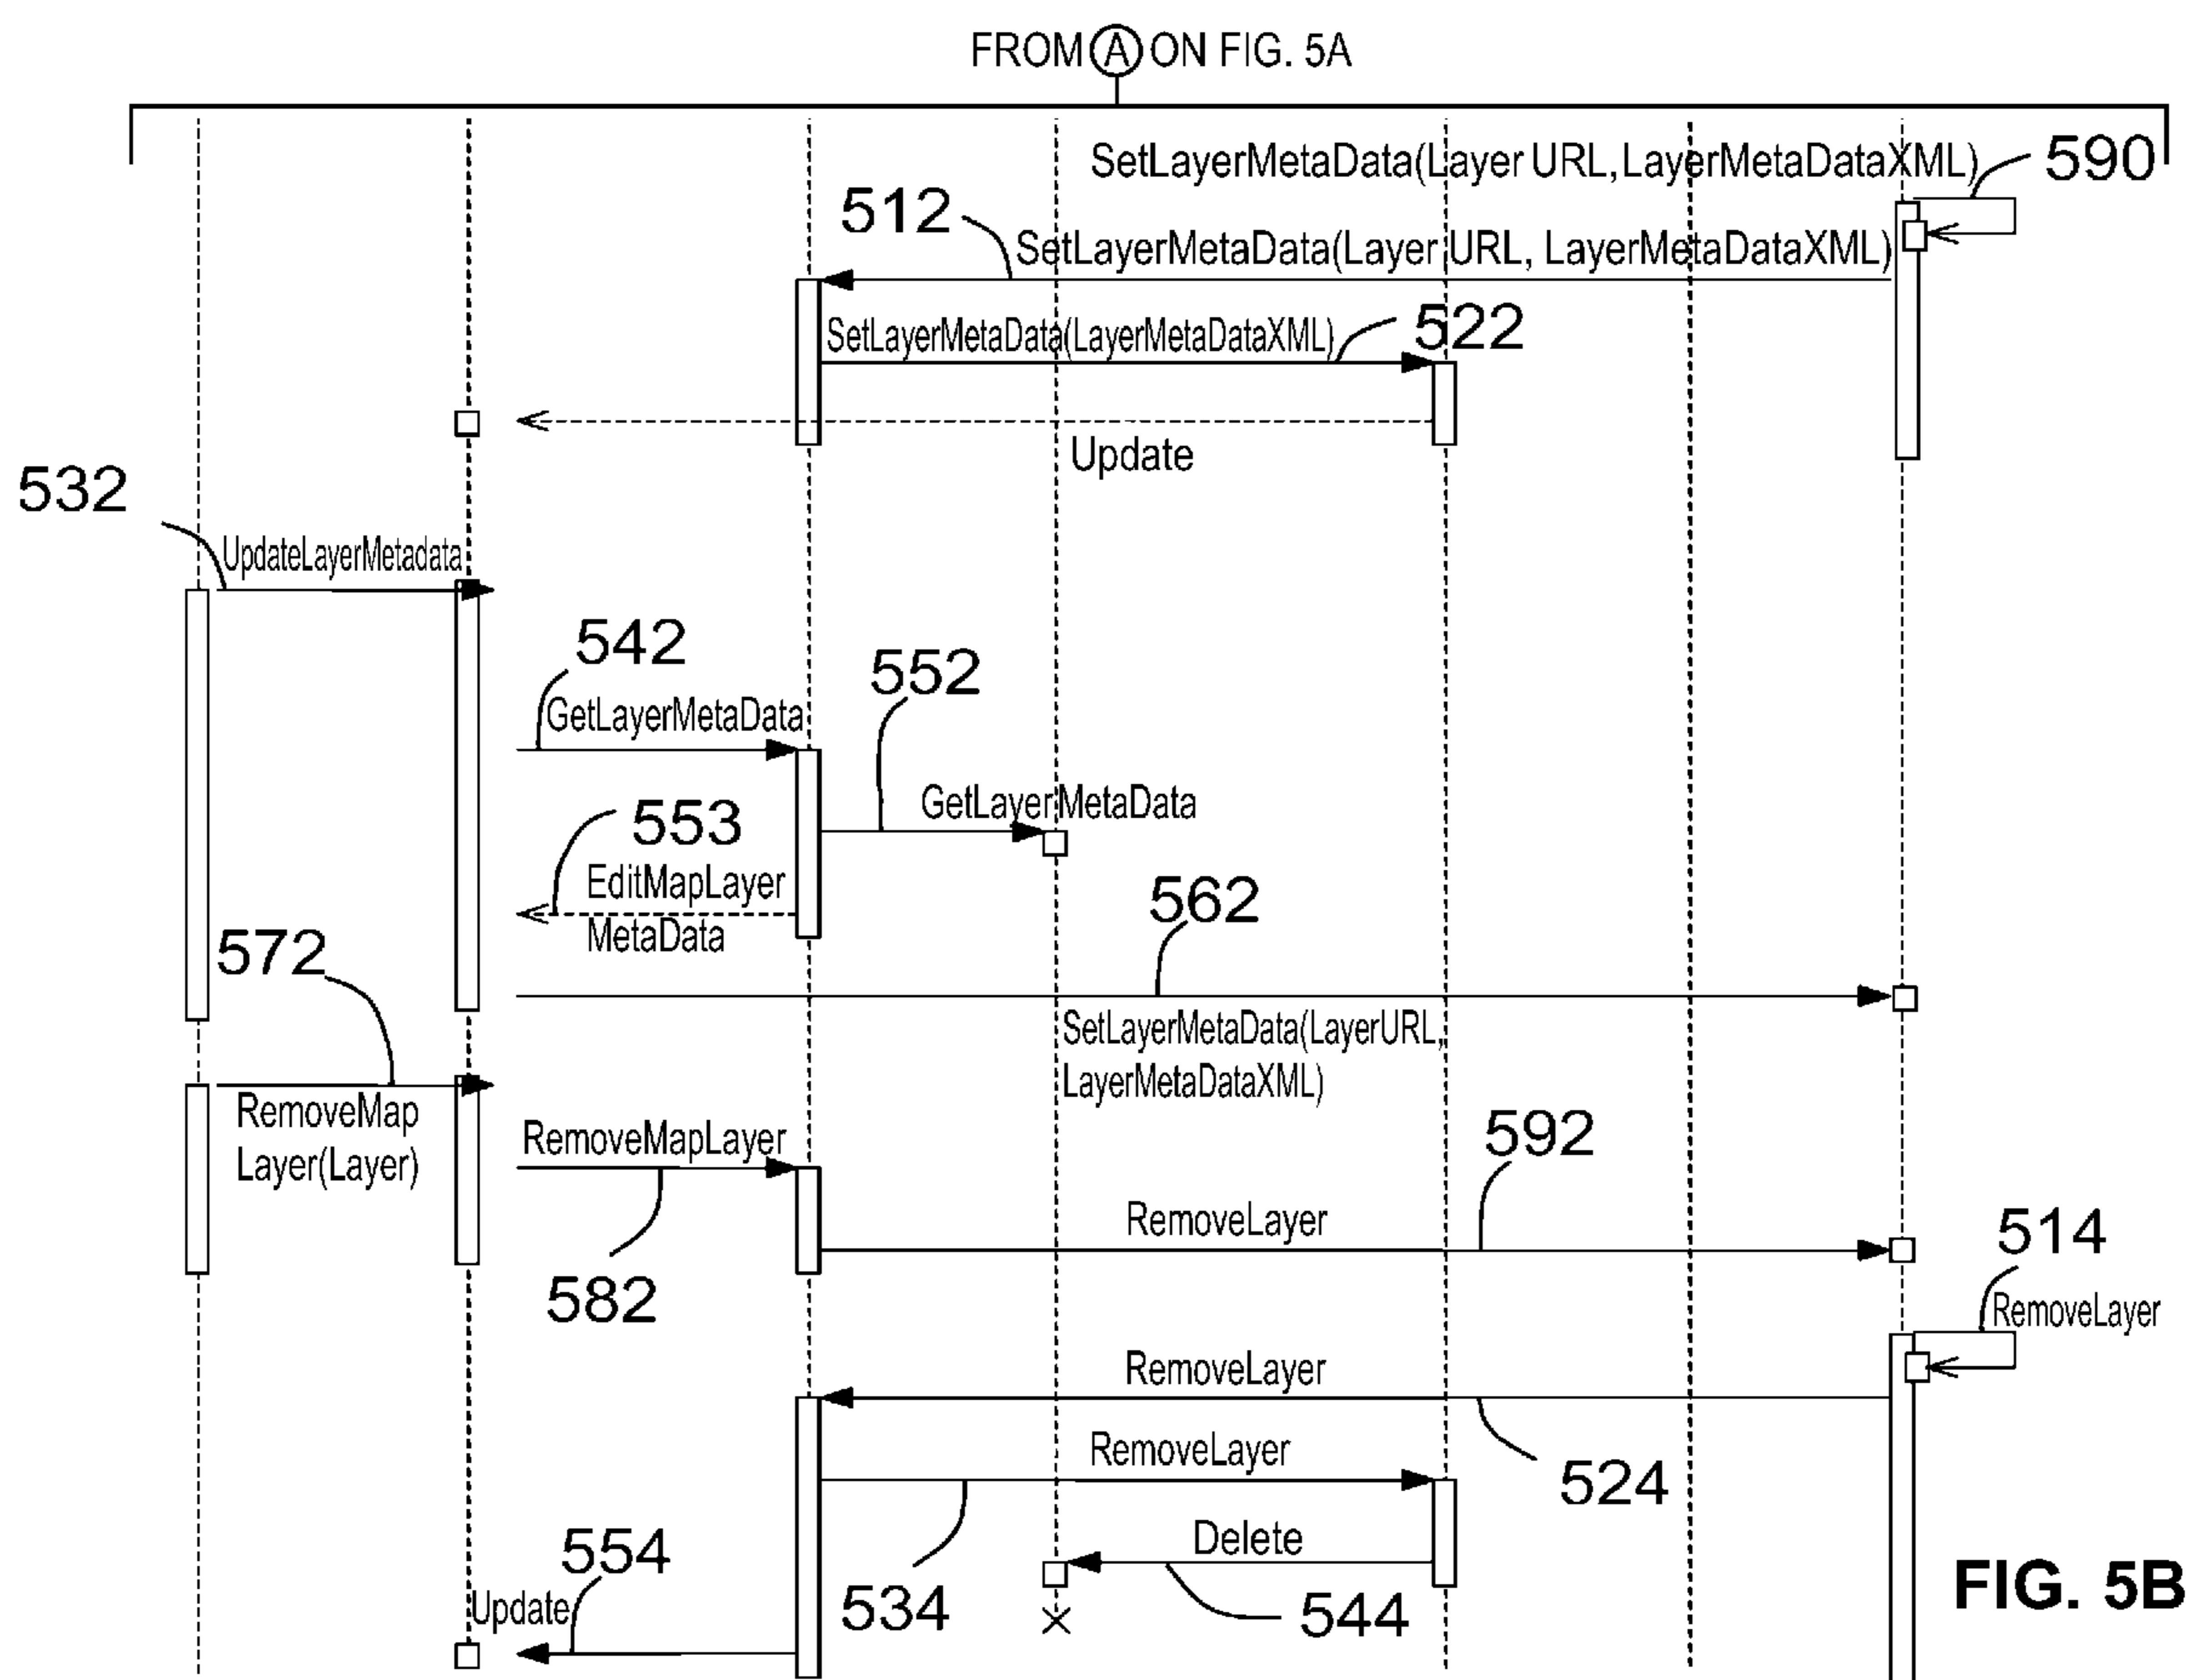 FROM A ON FIG. 5A
SetLayerMetaData(Layer URL,LayerMetaDataXML)
590
512
SetLayerMetaData(Layer URL, LayerMetaDataXML)
SetLayerMetaData(LayerMetaDataXML)
522
Update
532
UpdateLayerMetadata
542
GetLayerMetaData
552
GetLayerMetaData
553
EditMapLayer
MetaData
562
572
SetLayerMetaData(LayerURL,
LayerMetaDataXML)
RemoveMap
Layer(Layer)
RemoveMapLayer
582
592
RemoveLayer
514
RemoveLayer
RemoveLayer
524
RemoveLayer
534
Delete
544
554
Update
FIG. 5B